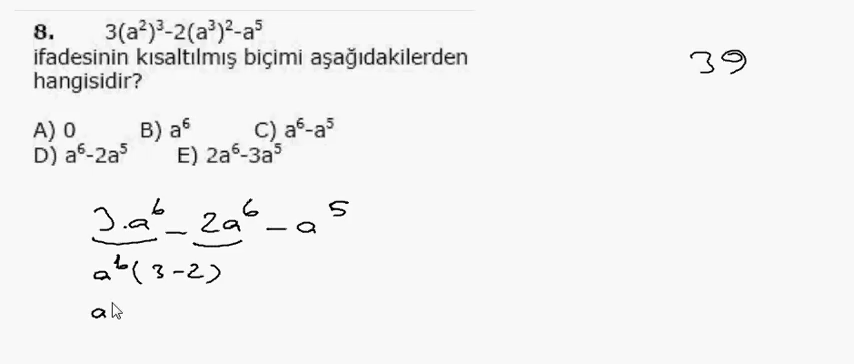 8. 3(a²)³-2(a³)²-a⁵
ifadesinin kısaltılmış biçimi aşağıdakilerden
hangisidir?
A) 0 B) a⁶ C) a⁶-a⁵
D) a⁶-2a⁵ E) 2a⁶-3a⁵
39
3.a⁶ - 2a⁶ - a⁵
a⁶(3-2)
a